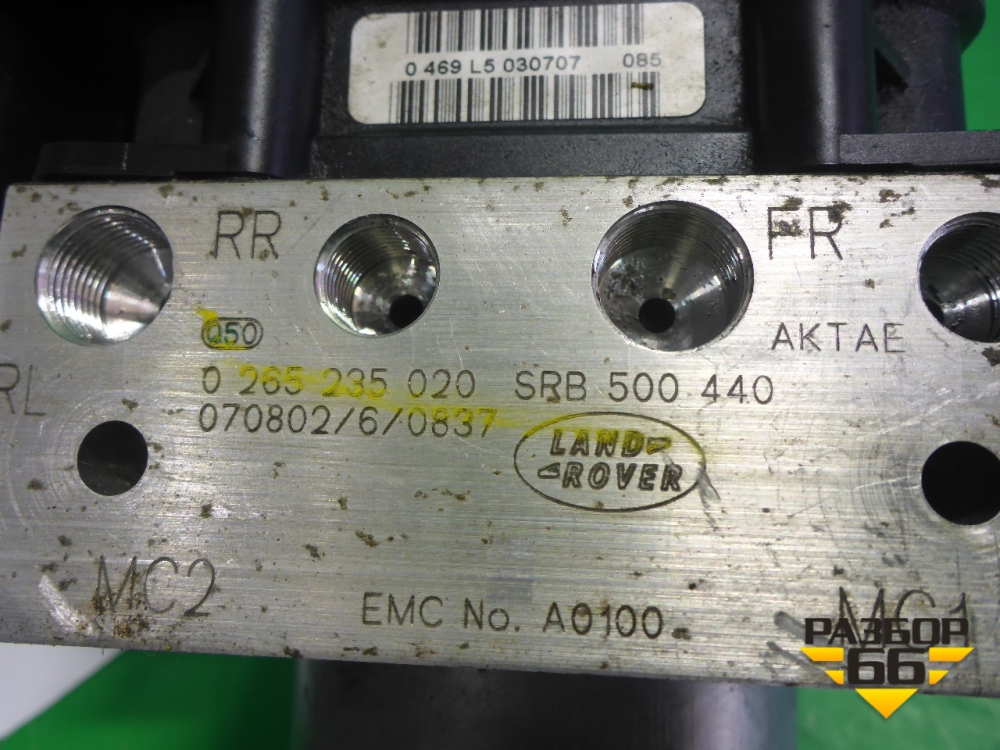 0 469 L5 030707 085
RR
FR
Q50
AKTAE
RL
0 265 235 020 SRB 500 440
070802/6/0837
LAND
ROVER
MC2
EMC No. A0100
MC1
РАЗБОР
66